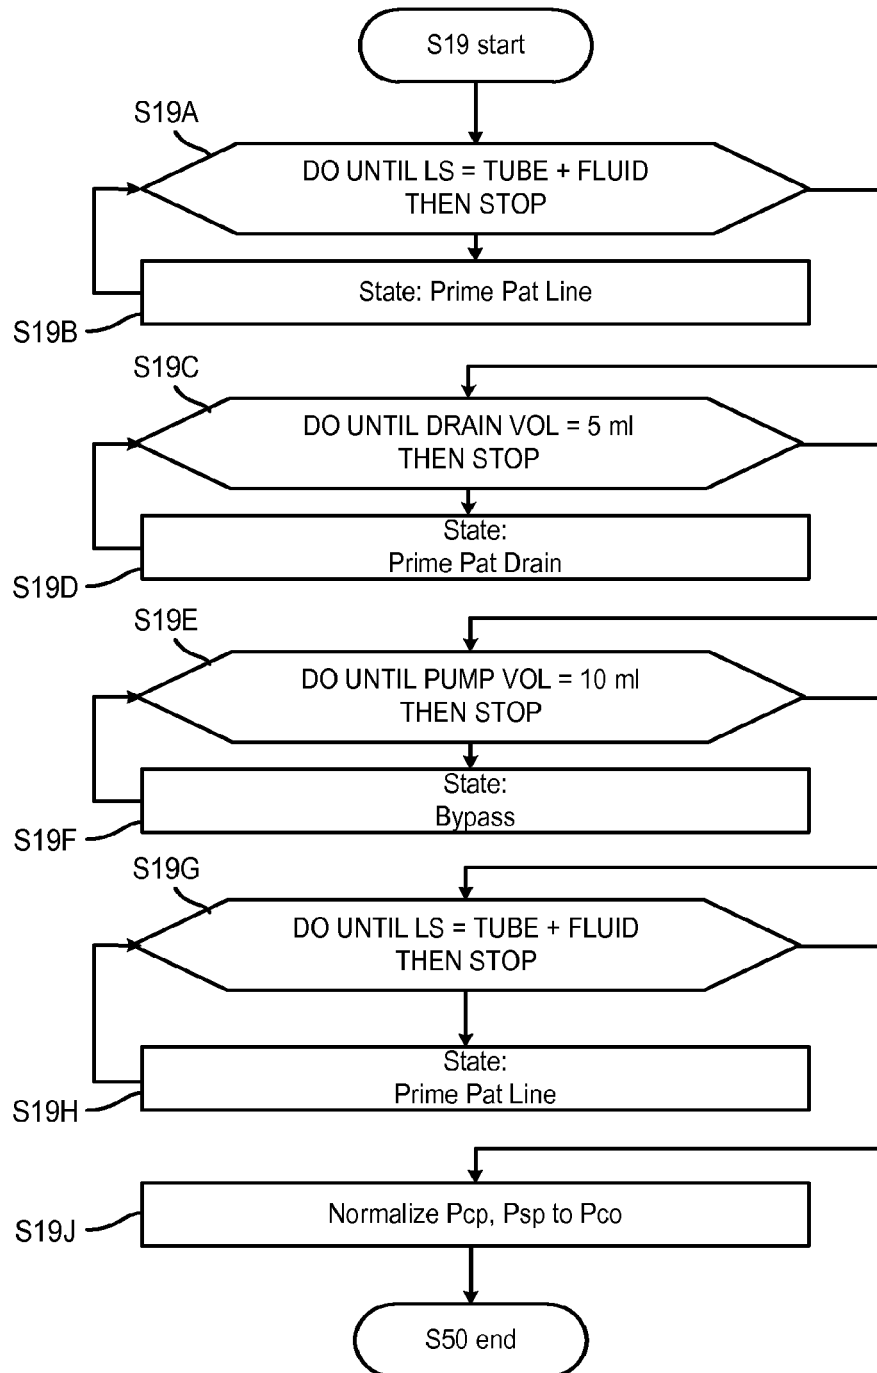 S19 start
S19A
DO UNTIL LS = TUBE + FLUID
THEN STOP
State: Prime Pat Line
S19B
S19C
DO UNTIL DRAIN VOL = 5 ml
THEN STOP
State:
Prime Pat Drain
S19D
S19E
DO UNTIL PUMP VOL = 10 ml
THEN STOP
State:
Bypass
S19F
S19G
DO UNTIL LS = TUBE + FLUID
THEN STOP
State:
Prime Pat Line
S19H
Normalize Pcp, Psp to Pco
S19J
S50 end